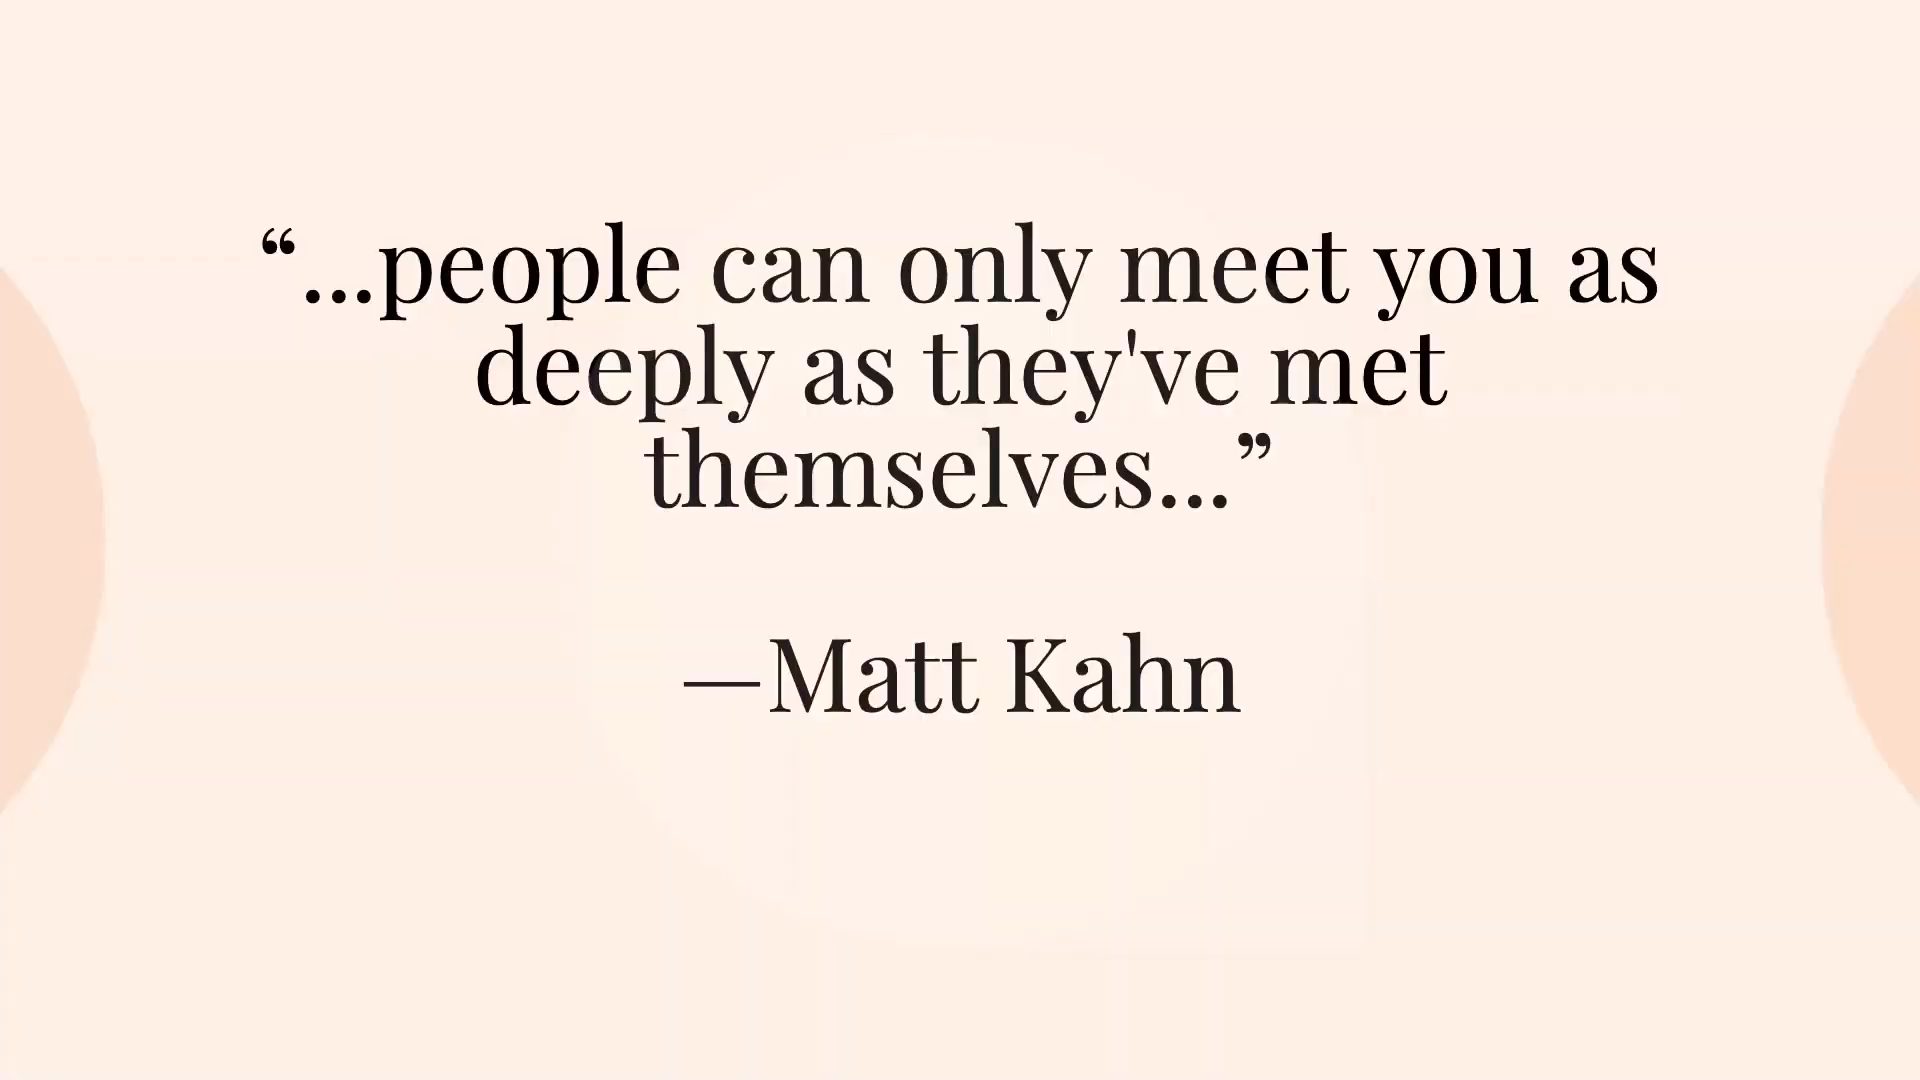 “...people can only meet you as
deeply as they've met
themselves...”
—Matt Kahn